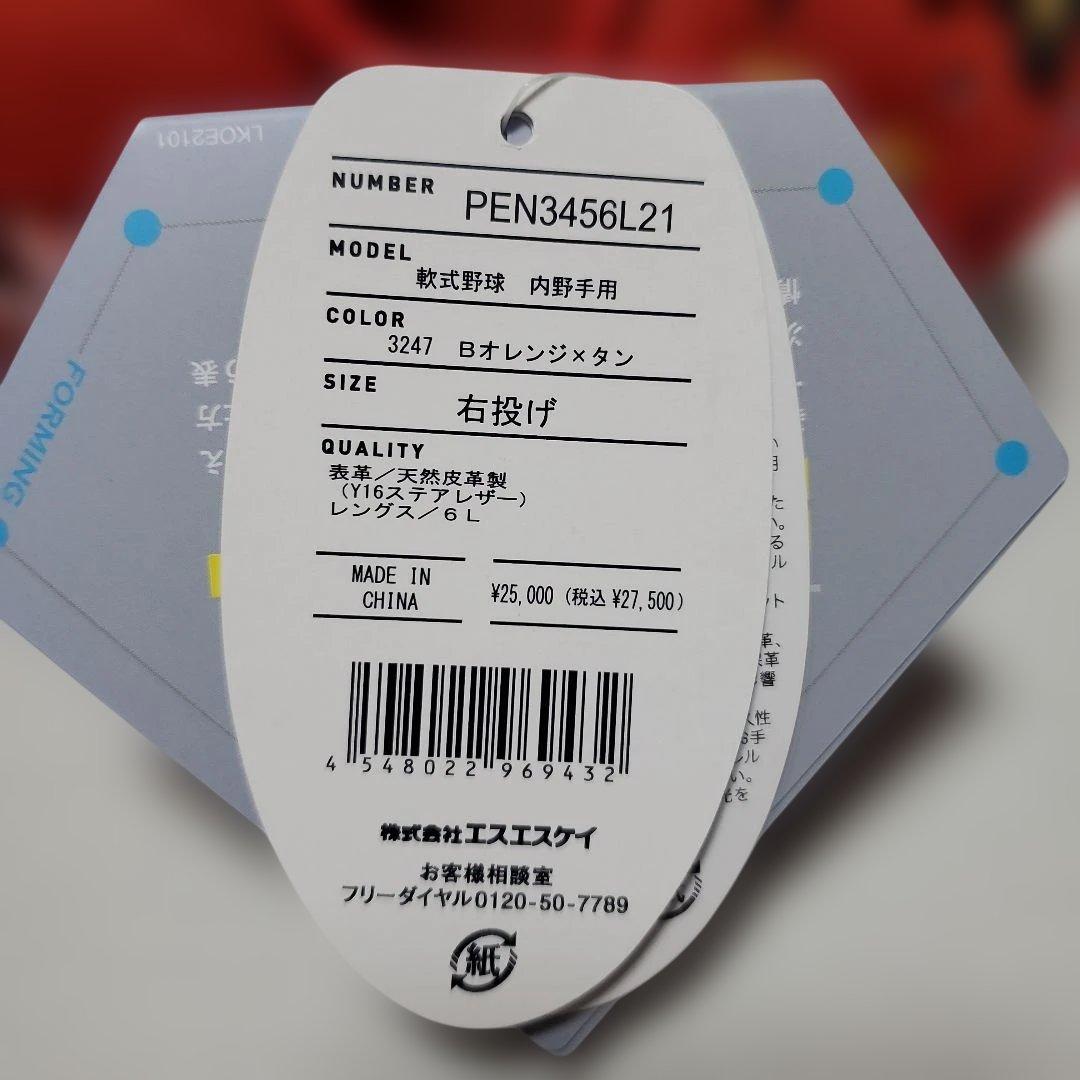 LKOE2101
FORMING
NUMBER
PEN3456L21
MODEL
軟式野球 内野手用
COLOR
3247 Bオレンジ×タン
SIZE
右投げ
QUALITY
表革／天然皮革製
（Y16ステアレザー）
レングス／６Ｌ
MADE IN
CHINA
¥25,000（税込¥27,500）
4 548022 969432
株式会社エスエスケイ
お客様相談室
フリーダイヤル0120-50-7789
紙